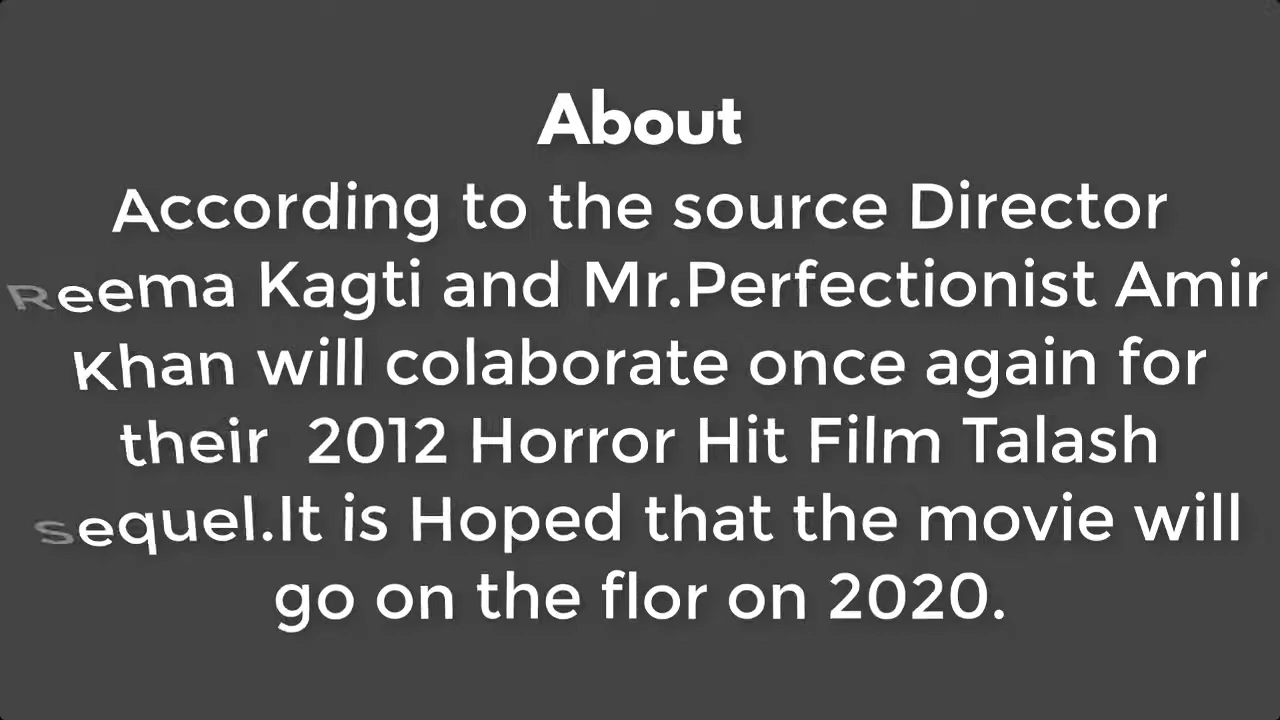 About
According to the source Director
Reema Kagti and Mr.Perfectionist Amir
Khan will colaborate once again for
their  2012 Horror Hit Film Talash
Sequel.It is Hoped that the movie will
go on the flor on 2020.